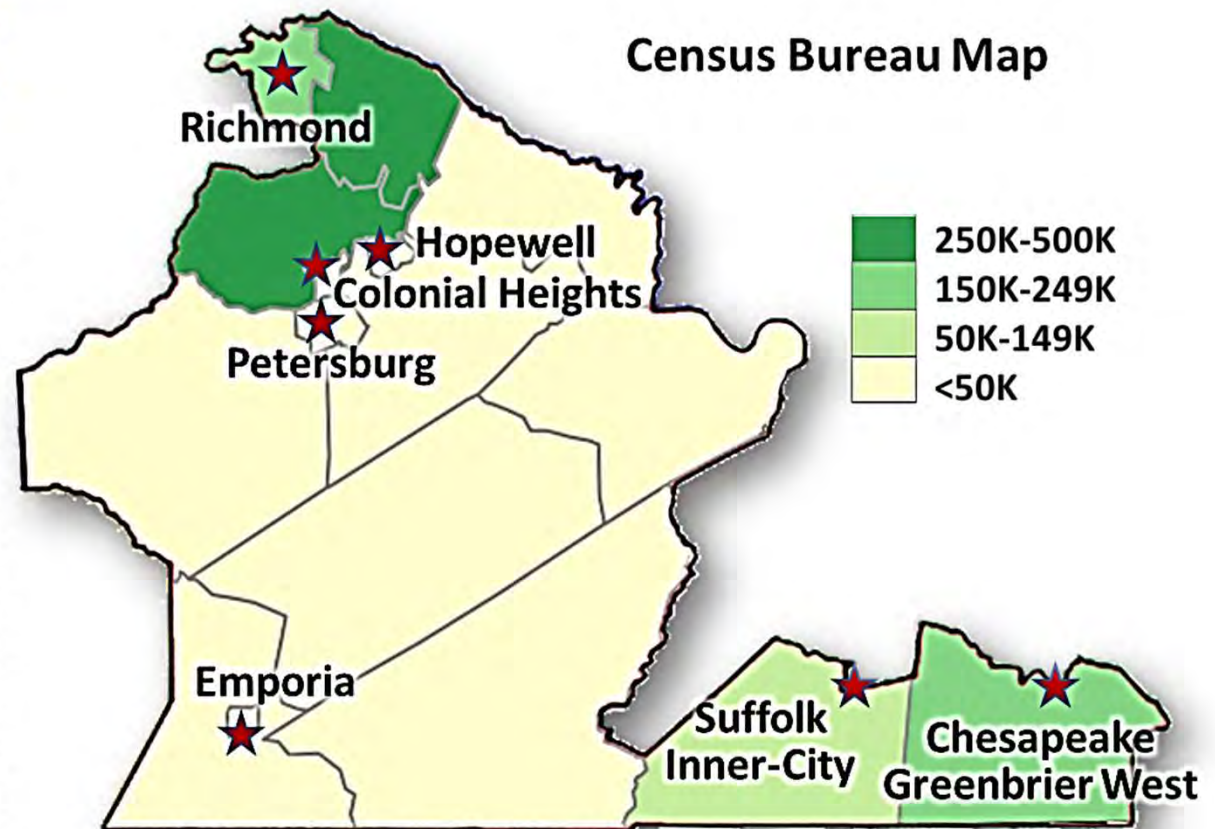 Census Bureau Map
Richmond
250K-500K
150K-249K
50K-149K
<50K
Hopewell
Colonial Heights
Petersburg
Emporia
Suffolk
Inner-City
Chesapeake
Greenbrier West